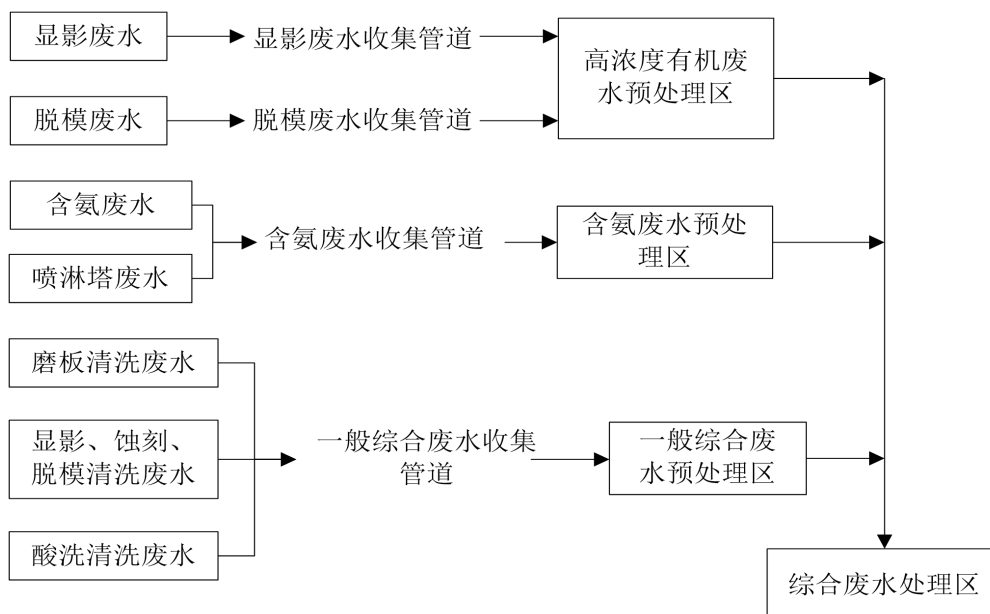 显影废水
显影废水收集管道
高浓度有机废
水预处理区
脱模废水
脱模废水收集管道
含氨废水
含氨废水收集管道
含氨废水预处
理区
喷淋塔废水
磨板清洗废水
显影、蚀刻、
脱模清洗废水
一般综合废水收集
管道
一般综合废
水预处理区
酸洗清洗废水
综合废水处理区